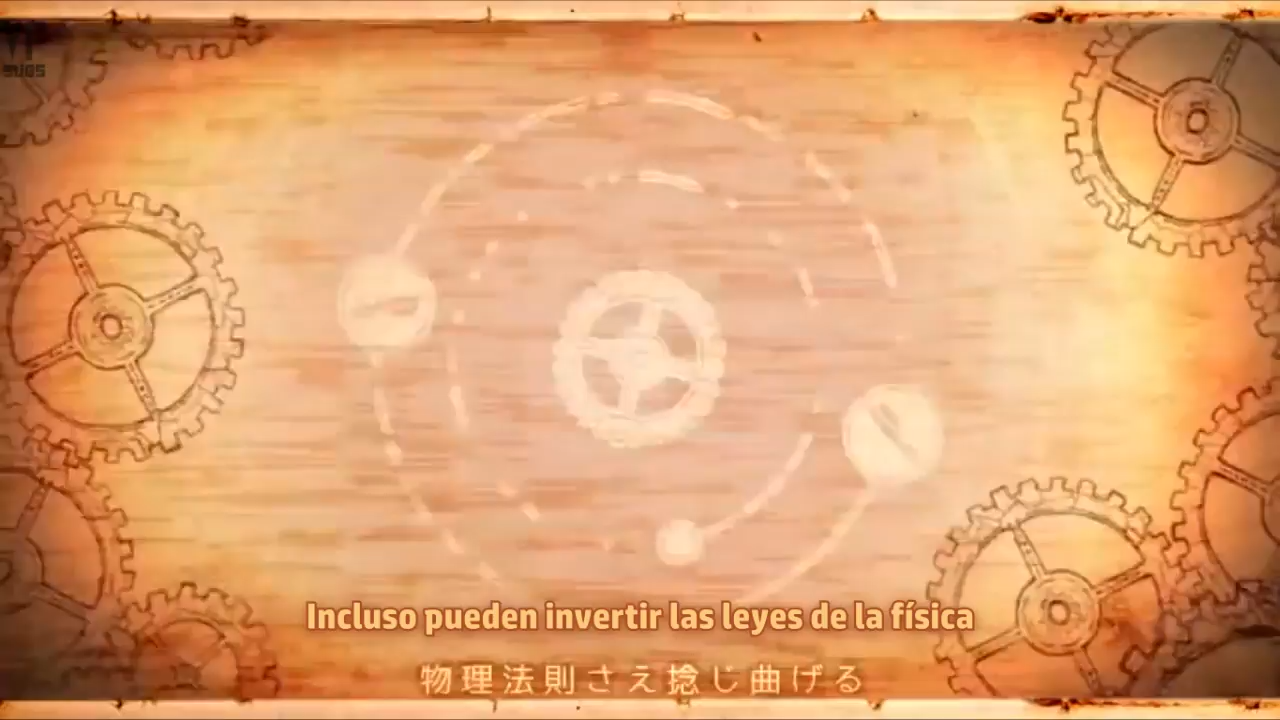 Incluso pueden invertir las leyes de la física
物理法則さえ捻じ曲げる